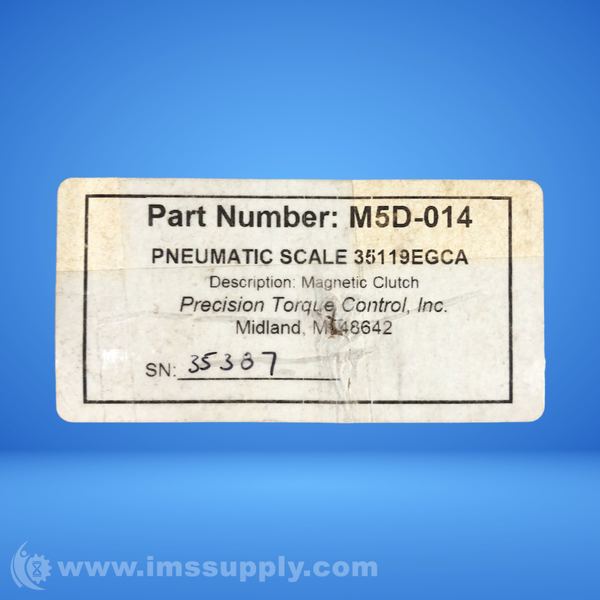 Part Number: M5D-014
PNEUMATIC SCALE 35119EGCA
Description: Magnetic Clutch
Precision Torque Control, Inc.
Midland, MI 48642
SN: 35387
www.imssupply.com